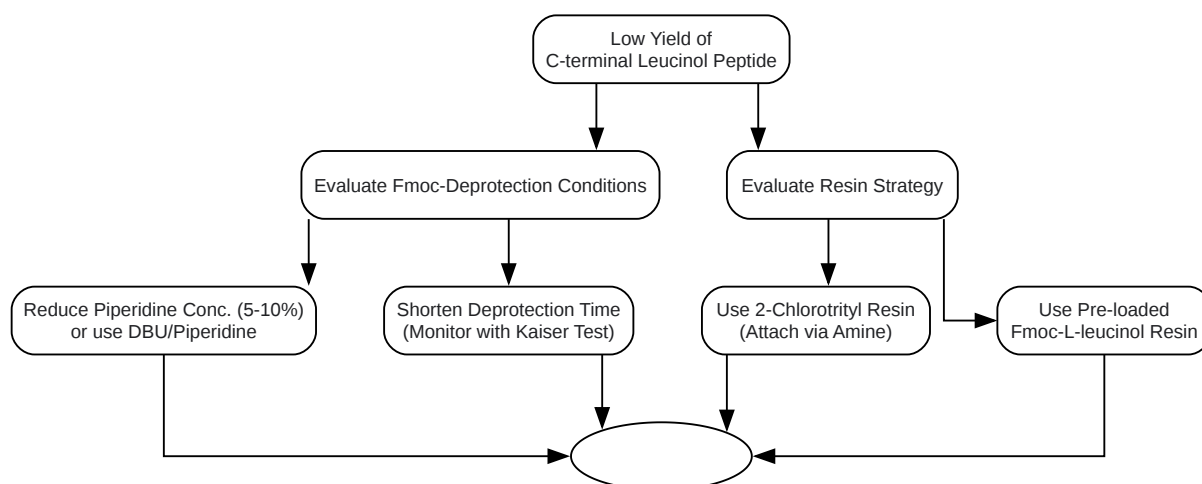 Low Yield of
C-terminal Leucinol Peptide
Evaluate Fmoc-Deprotection Conditions
Evaluate Resin Strategy
Reduce Piperidine Conc. (5-10%)
or use DBU/Piperidine
Shorten Deprotection Time
(Monitor with Kaiser Test)
Use 2-Chlorotrityl Resin
(Attach via Amine)
Use Pre-loaded
Fmoc-L-leucinol Resin